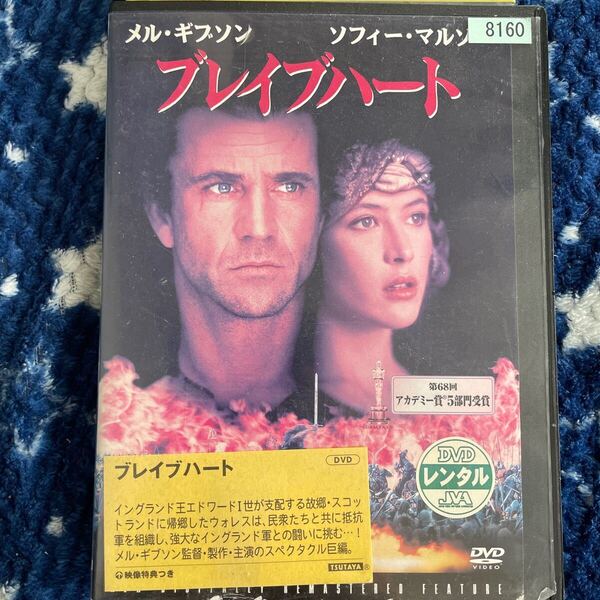 メル・ギブソン
ソフィー・マルソ
8160
ブレイブハート
第68回
アカデミー賞®5部門受賞
DVD
レンタル
JVA
ブレイブハート
DVD
イングランド王エドワードⅠ世が支配する故郷・スコッ
トランドに帰郷したウォレスは、民衆たちと共に抵抗
軍を組織し、強大なイングランド軍との闘いに挑む…!
メル・ギブソン監督・製作・主演のスペクタクル巨編。
映像特典つき
TSUTAYA
DVD
VIDEO
REMASTERED FEATURE